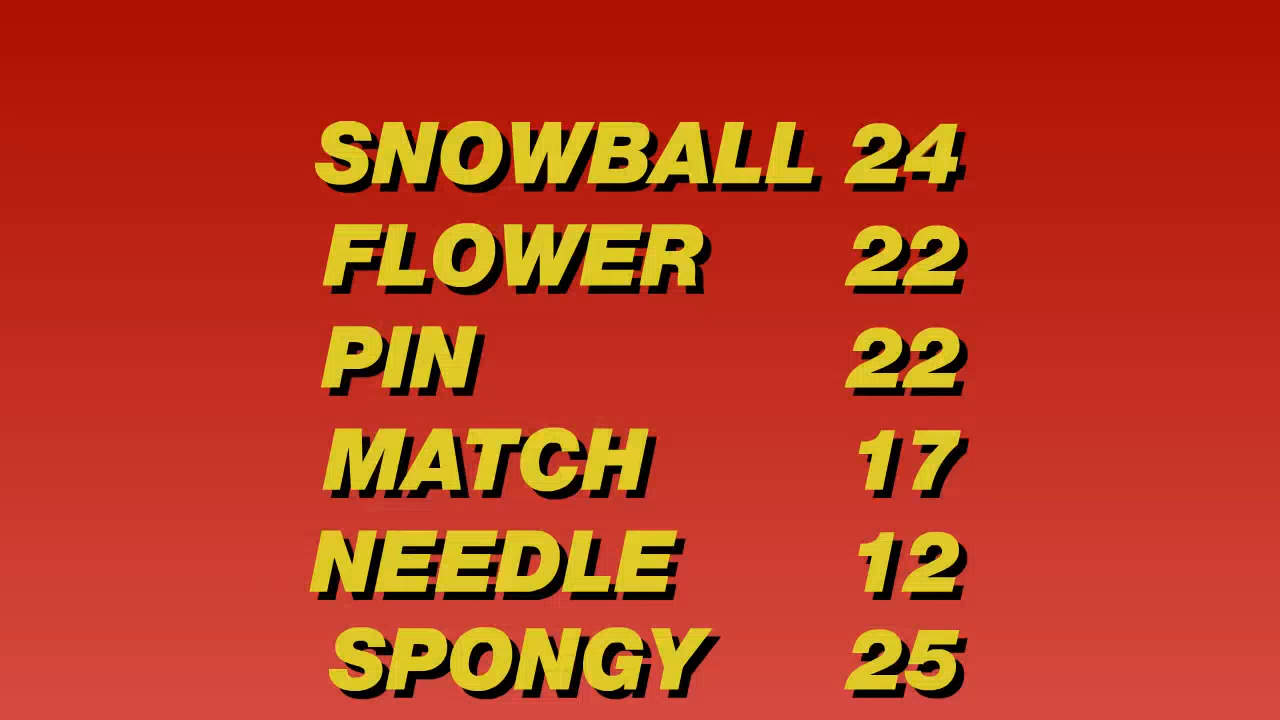 SNOWBALL 24
FLOWER 22
PIN 22
MATCH 17
NEEDLE 12
SPONGY 25